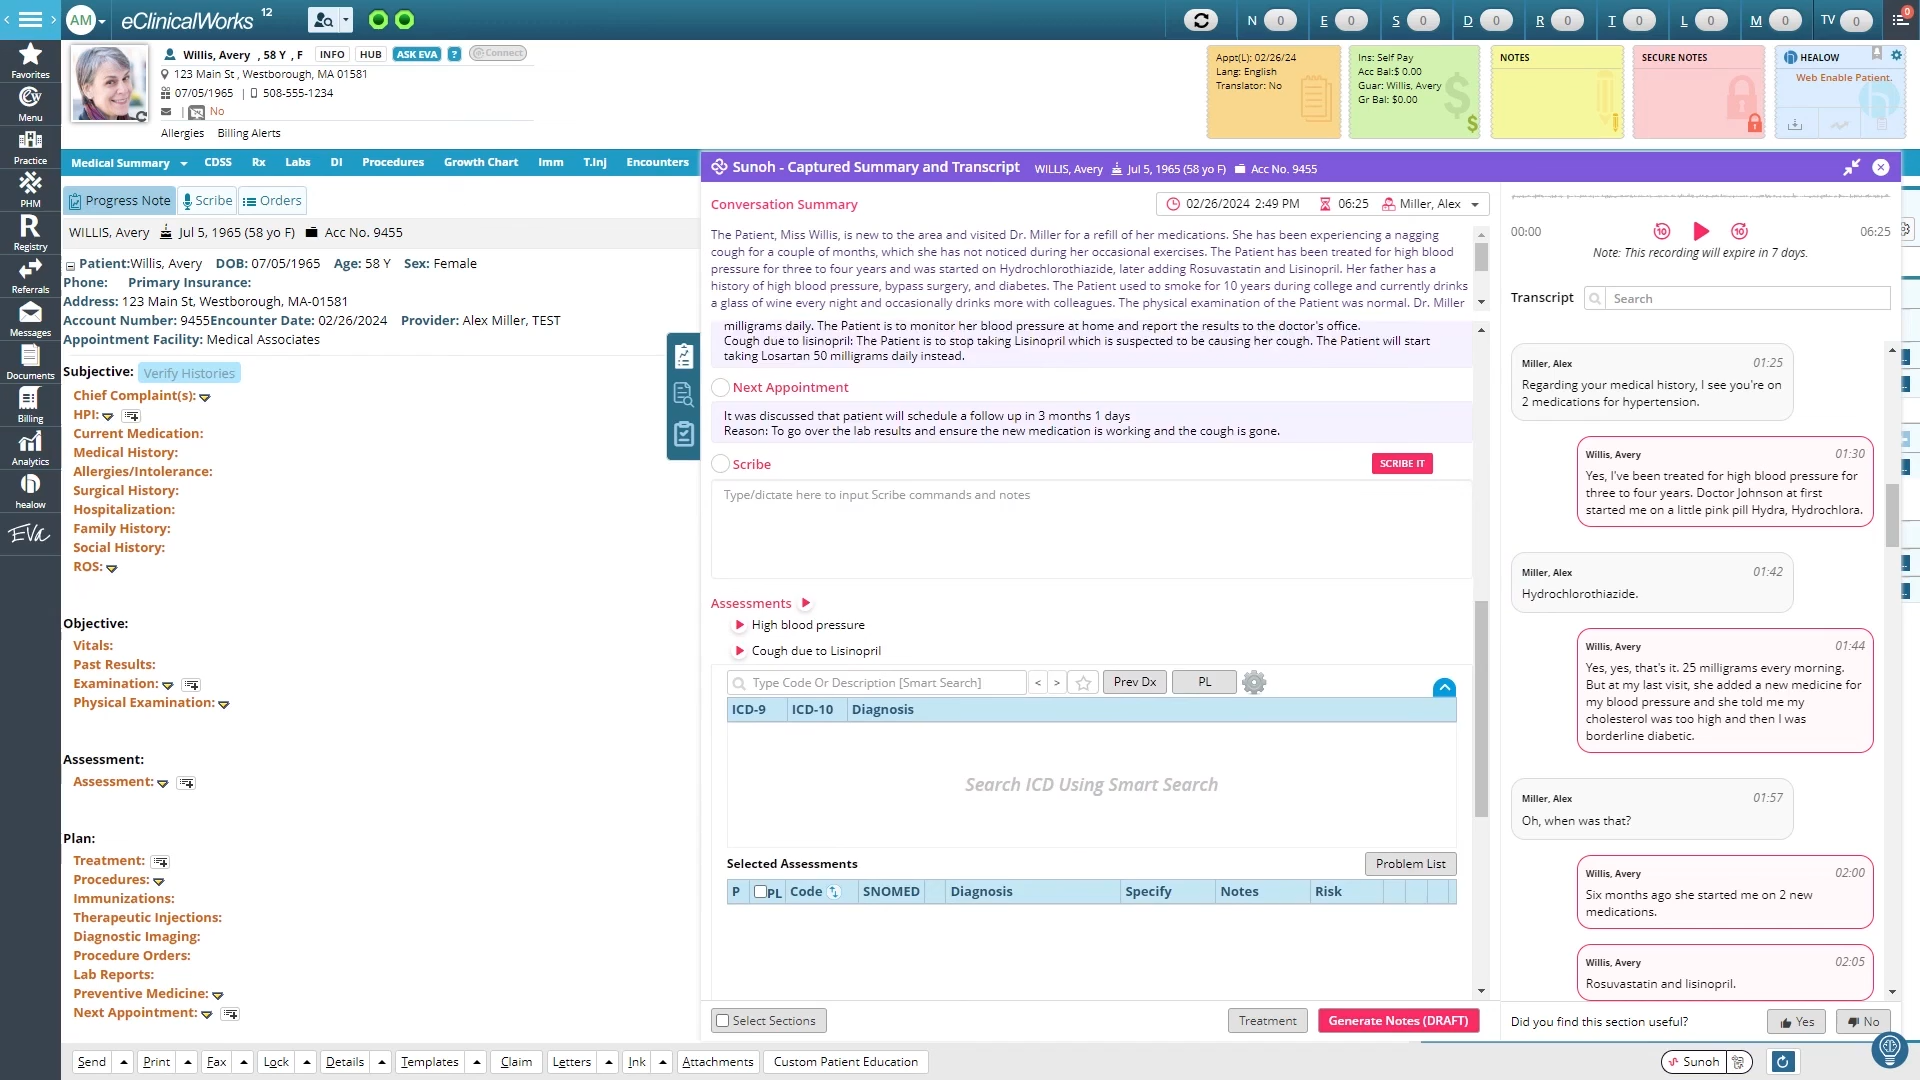 AM
eClinicalWorks 12
N 0 E 0 S 0 D 0 R 0 T 0 L 0 M 0 TV 0 0
Favorites
Menu
Practice
PHM
Registry
Referrals
Messages
Documents
Billing
Analytics
healow
EVa
Willis, Avery , 58 Y , F INFO HUB ASK EVA ? Connect
123 Main St , Westborough, MA 01581
07/05/1965 | 508-555-1234
| No
Allergies Billing Alerts
Appt(L): 02/26/24
Lang: English
Translator: No
Ins: Self Pay
Acc Bal:$ 0.00
Guar: Willis, Avery
Gr Bal: $0.00
NOTES
SECURE NOTES
HEALOW
Web Enable Patient.
Medical Summary CDSS Rx Labs DI Procedures Growth Chart Imm T.Inj Encounters
Progress Note Scribe Orders
WILLIS, Avery Jul 5, 1965 (58 yo F) Acc No. 9455
Patient:Willis, Avery DOB: 07/05/1965 Age: 58 Y Sex: Female
Phone: Primary Insurance:
Address: 123 Main St, Westborough, MA-01581
Account Number: 9455Encounter Date: 02/26/2024 Provider: Alex Miller, TEST
Appointment Facility: Medical Associates
Subjective: Verify Histories
Chief Complaint(s):
HPI:
Current Medication:
Medical History:
Allergies/Intolerance:
Surgical History:
Hospitalization:
Family History:
Social History:
ROS:
Objective:
Vitals:
Past Results:
Examination:
Physical Examination:
Assessment:
Assessment:
Plan:
Treatment:
Procedures:
Immunizations:
Therapeutic Injections:
Diagnostic Imaging:
Procedure Orders:
Lab Reports:
Preventive Medicine:
Next Appointment:
Sunoh - Captured Summary and Transcript WILLIS, Avery Jul 5, 1965 (58 yo F) Acc No. 9455
Conversation Summary 02/26/2024 2:49 PM 06:25 Miller, Alex
The Patient, Miss Willis, is new to the area and visited Dr. Miller for a refill of her medications. She has been experiencing a nagging
cough for a couple of months, which she has not noticed during her occasional exercises. The Patient has been treated for high blood
pressure for three to four years and was started on Hydrochlorothiazide, later adding Rosuvastatin and Lisinopril. Her father has a
history of high blood pressure, bypass surgery, and diabetes. The Patient used to smoke for 10 years during college and currently drinks
a glass of wine every night and occasionally drinks more with colleagues. The physical examination of the Patient was normal. Dr. Miller
milligrams daily. The Patient is to monitor her blood pressure at home and report the results to the doctor's office.
Cough due to lisinopril: The Patient is to stop taking Lisinopril which is suspected to be causing her cough. The Patient will start
taking Losartan 50 milligrams daily instead.
Next Appointment
It was discussed that patient will schedule a follow up in 3 months 1 days
Reason: To go over the lab results and ensure the new medication is working and the cough is gone.
Scribe SCRIBE IT
Type/dictate here to input Scribe commands and notes
Assessments
High blood pressure
Cough due to Lisinopril
Type Code Or Description [Smart Search] < > Prev Dx PL
ICD-9 ICD-10 Diagnosis
Search ICD Using Smart Search
Selected Assessments Problem List
P PL Code SNOMED Diagnosis Specify Notes Risk
Select Sections Treatment Generate Notes (DRAFT)
00:00 10 10 06:25
Note: This recording will expire in 7 days.
Transcript Search
Miller, Alex 01:25
Regarding your medical history, I see you're on
2 medications for hypertension.
Willis, Avery 01:30
Yes, I've been treated for high blood pressure for
three to four years. Doctor Johnson at first
started me on a little pink pill Hydra, Hydrochlora.
Miller, Alex 01:42
Hydrochlorothiazide.
Willis, Avery 01:44
Yes, yes, that's it. 25 milligrams every morning.
But at my last visit, she added a new medicine for
my blood pressure and she told me my
cholesterol was too high and then I was
borderline diabetic.
Miller, Alex 01:57
Oh, when was that?
Willis, Avery 02:00
Six months ago she started me on 2 new
medications.
Willis, Avery 02:05
Rosuvastatin and lisinopril.
Did you find this section useful? Yes No
Send Print Fax Lock Details Templates Claim Letters Ink Attachments Custom Patient Education Sunoh